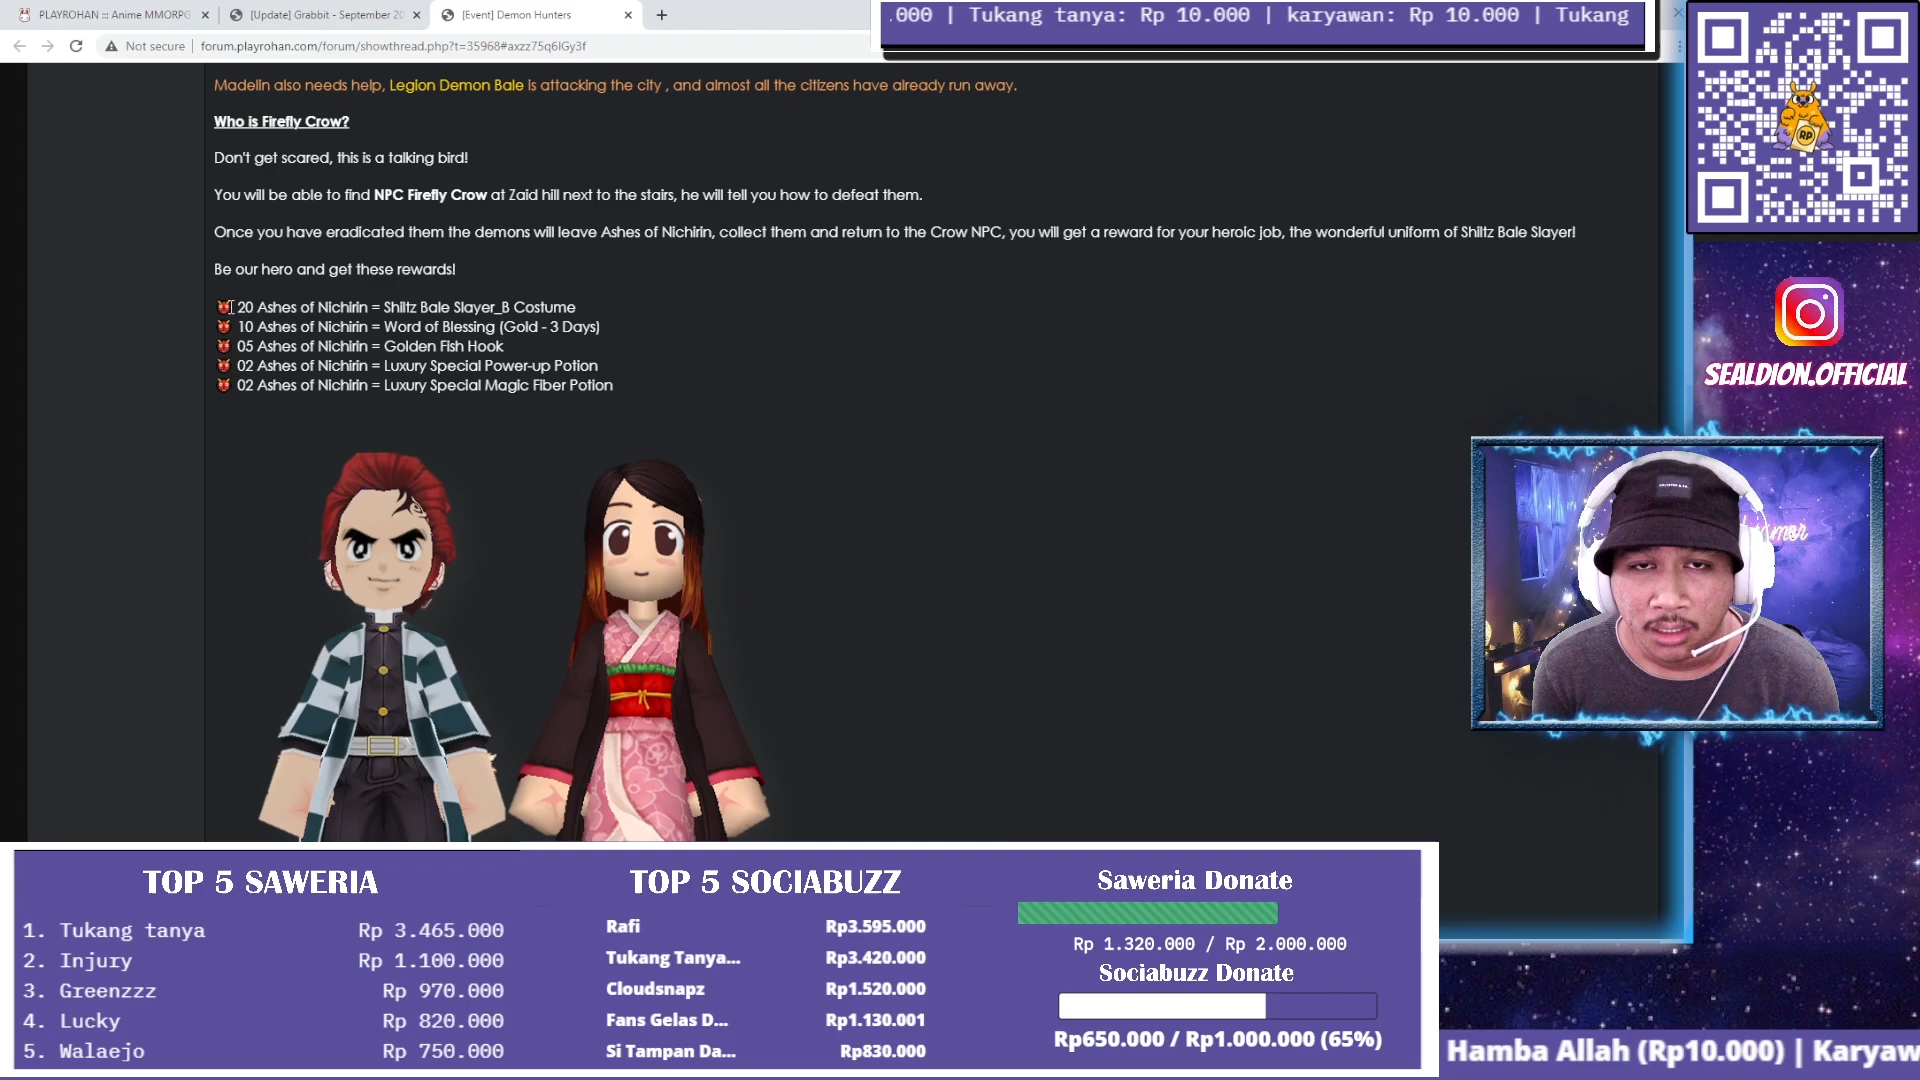 PLAYROHAN ::: Anime MMORPG
[Update] Grabbit - September 20
[Event] Demon Hunters
.000 | Tukang tanya: Rp 10.000 | karyawan: Rp 10.000 | Tukang
Not secure | forum.playrohan.com/forum/showthread.php?t=35968#axzz75q6lGy3f
Madelin also needs help, Legion Demon Bale is attacking the city , and almost all the citizens have already run away.
Who is Firefly Crow?
Don't get scared, this is a talking bird!
You will be able to find NPC Firefly Crow at Zaid hill next to the stairs, he will tell you how to defeat them.
Once you have eradicated them the demons will leave Ashes of Nichirin, collect them and return to the Crow NPC, you will get a reward for your heroic job, the wonderful uniform of Shiltz Bale Slayer!
Be our hero and get these rewards!
20 Ashes of Nichirin = Shiltz Bale Slayer_B Costume
10 Ashes of Nichirin = Word of Blessing (Gold - 3 Days)
05 Ashes of Nichirin = Golden Fish Hook
02 Ashes of Nichirin = Luxury Special Power-up Potion
02 Ashes of Nichirin = Luxury Special Magic Fiber Potion
RP
SEALDION.OFFICIAL
TOP 5 SAWERIA
1. Tukang tanya Rp 3.465.000
2. Injury Rp 1.100.000
3. Greenzzz Rp 970.000
4. Lucky Rp 820.000
5. Walaejo Rp 750.000
TOP 5 SOCIABUZZ
Rafi Rp3.595.000
Tukang Tanya... Rp3.420.000
Cloudsnapz Rp1.520.000
Fans Gelas D... Rp1.130.001
Si Tampan Da... Rp830.000
Saweria Donate
Rp 1.320.000 / Rp 2.000.000
Sociabuzz Donate
Rp650.000 / Rp1.000.000 (65%)
Hamba Allah (Rp10.000) | Karyaw